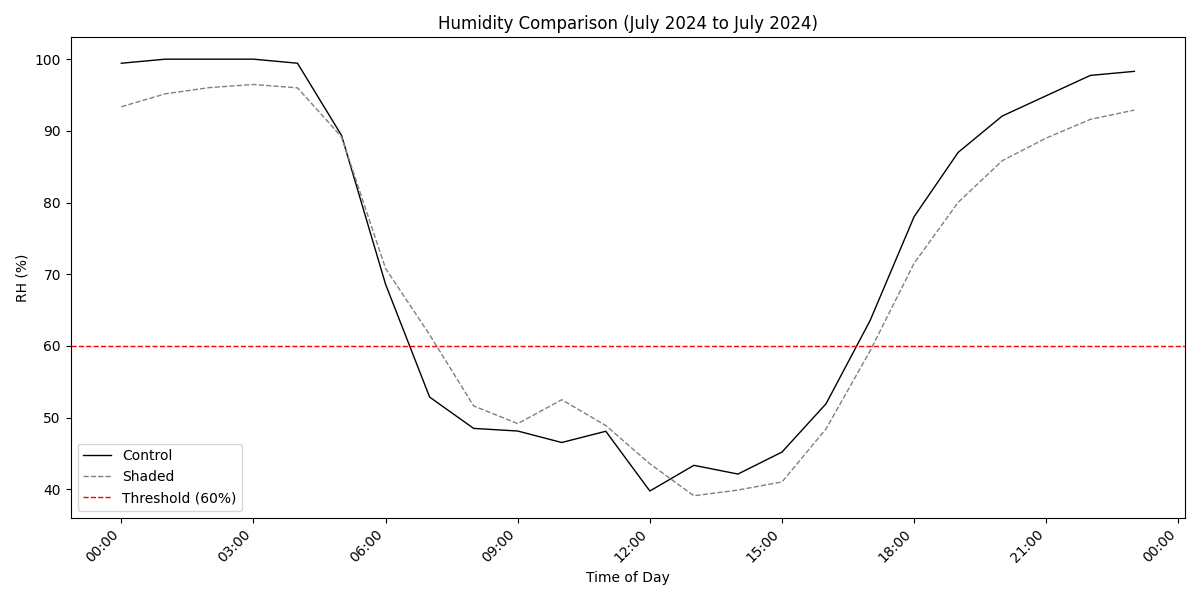 Humidity Comparison (July 2024 to July 2024)
RH (%)
100
90
80
70
60
50
40
Control
Shaded
Threshold (60%)
00:00
03:00
06:00
09:00
12:00
15:00
18:00
21:00
00:00
Time of Day